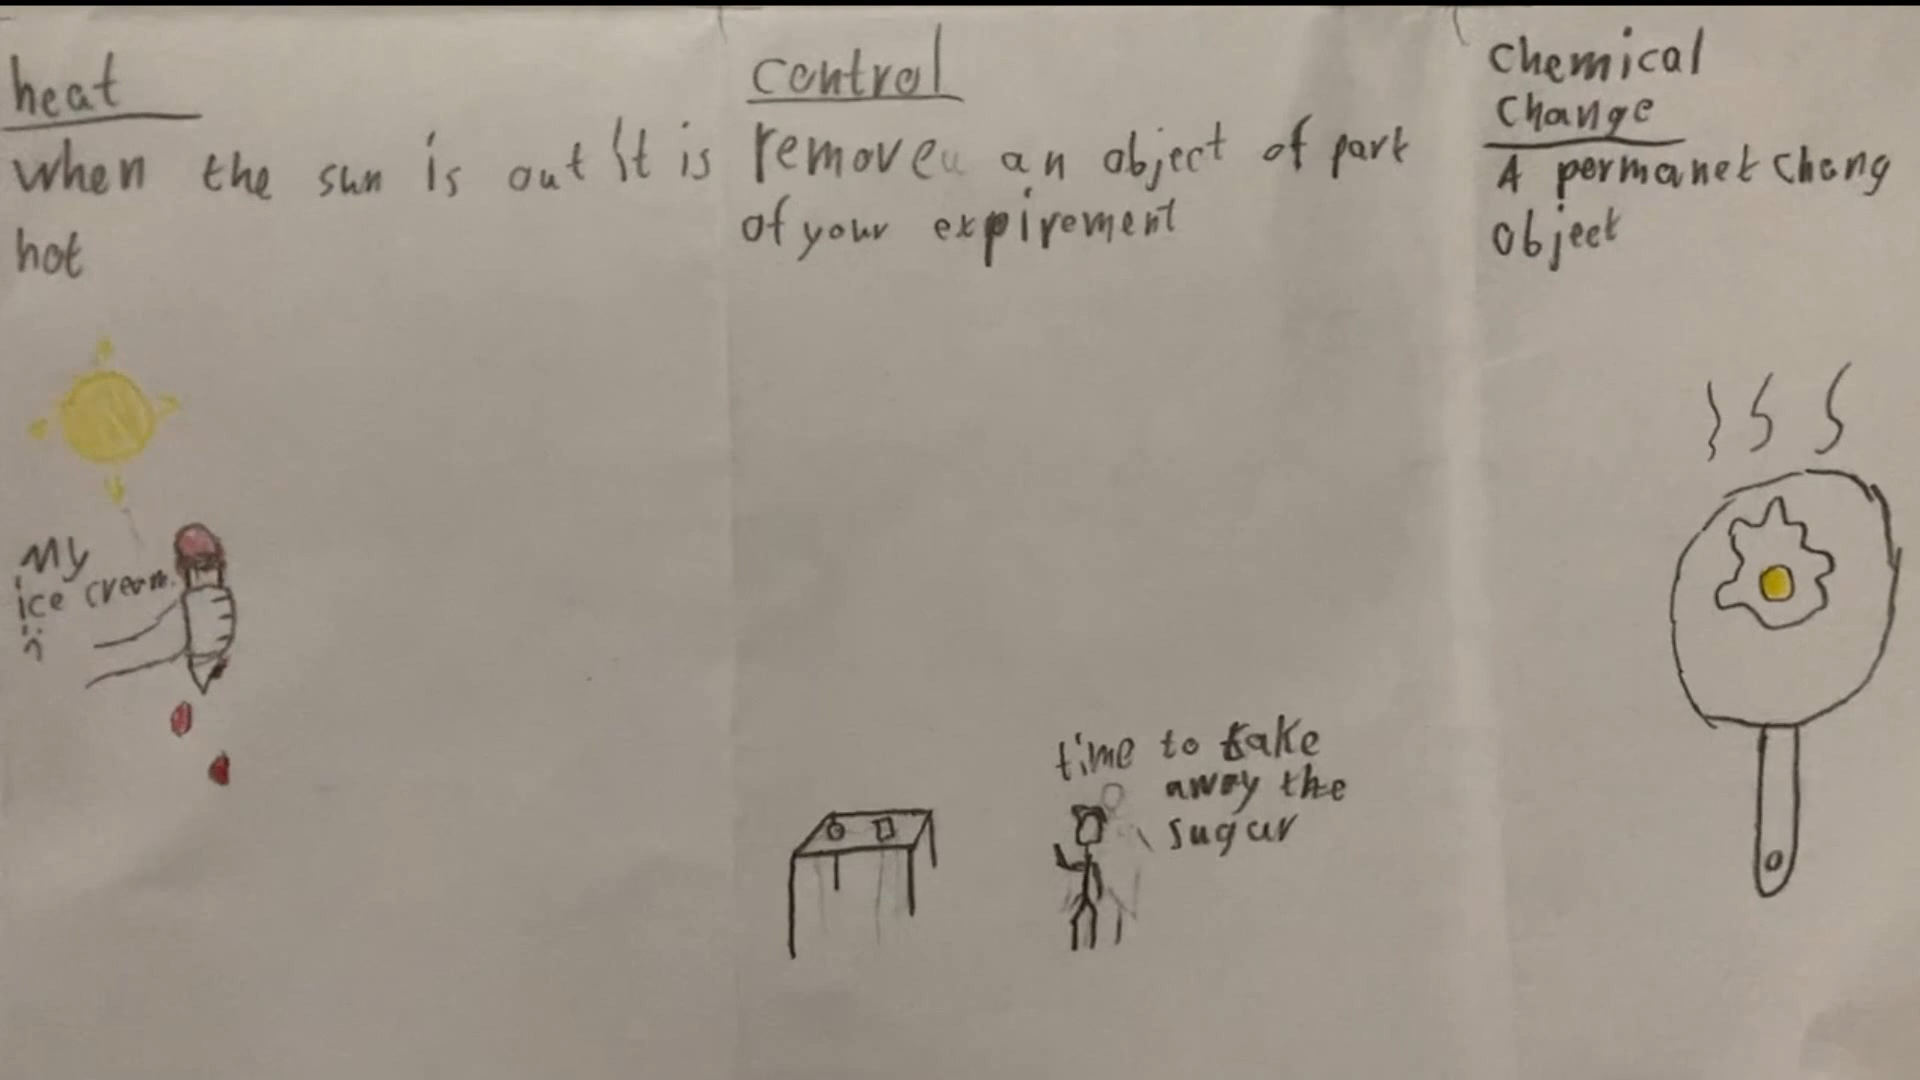 heat
when the sun is out it is
hot
My
ice cream.
control
remove an object of part
of your expirement
time to take
away the
sugar
Chemical
Change
A permanet chang
object